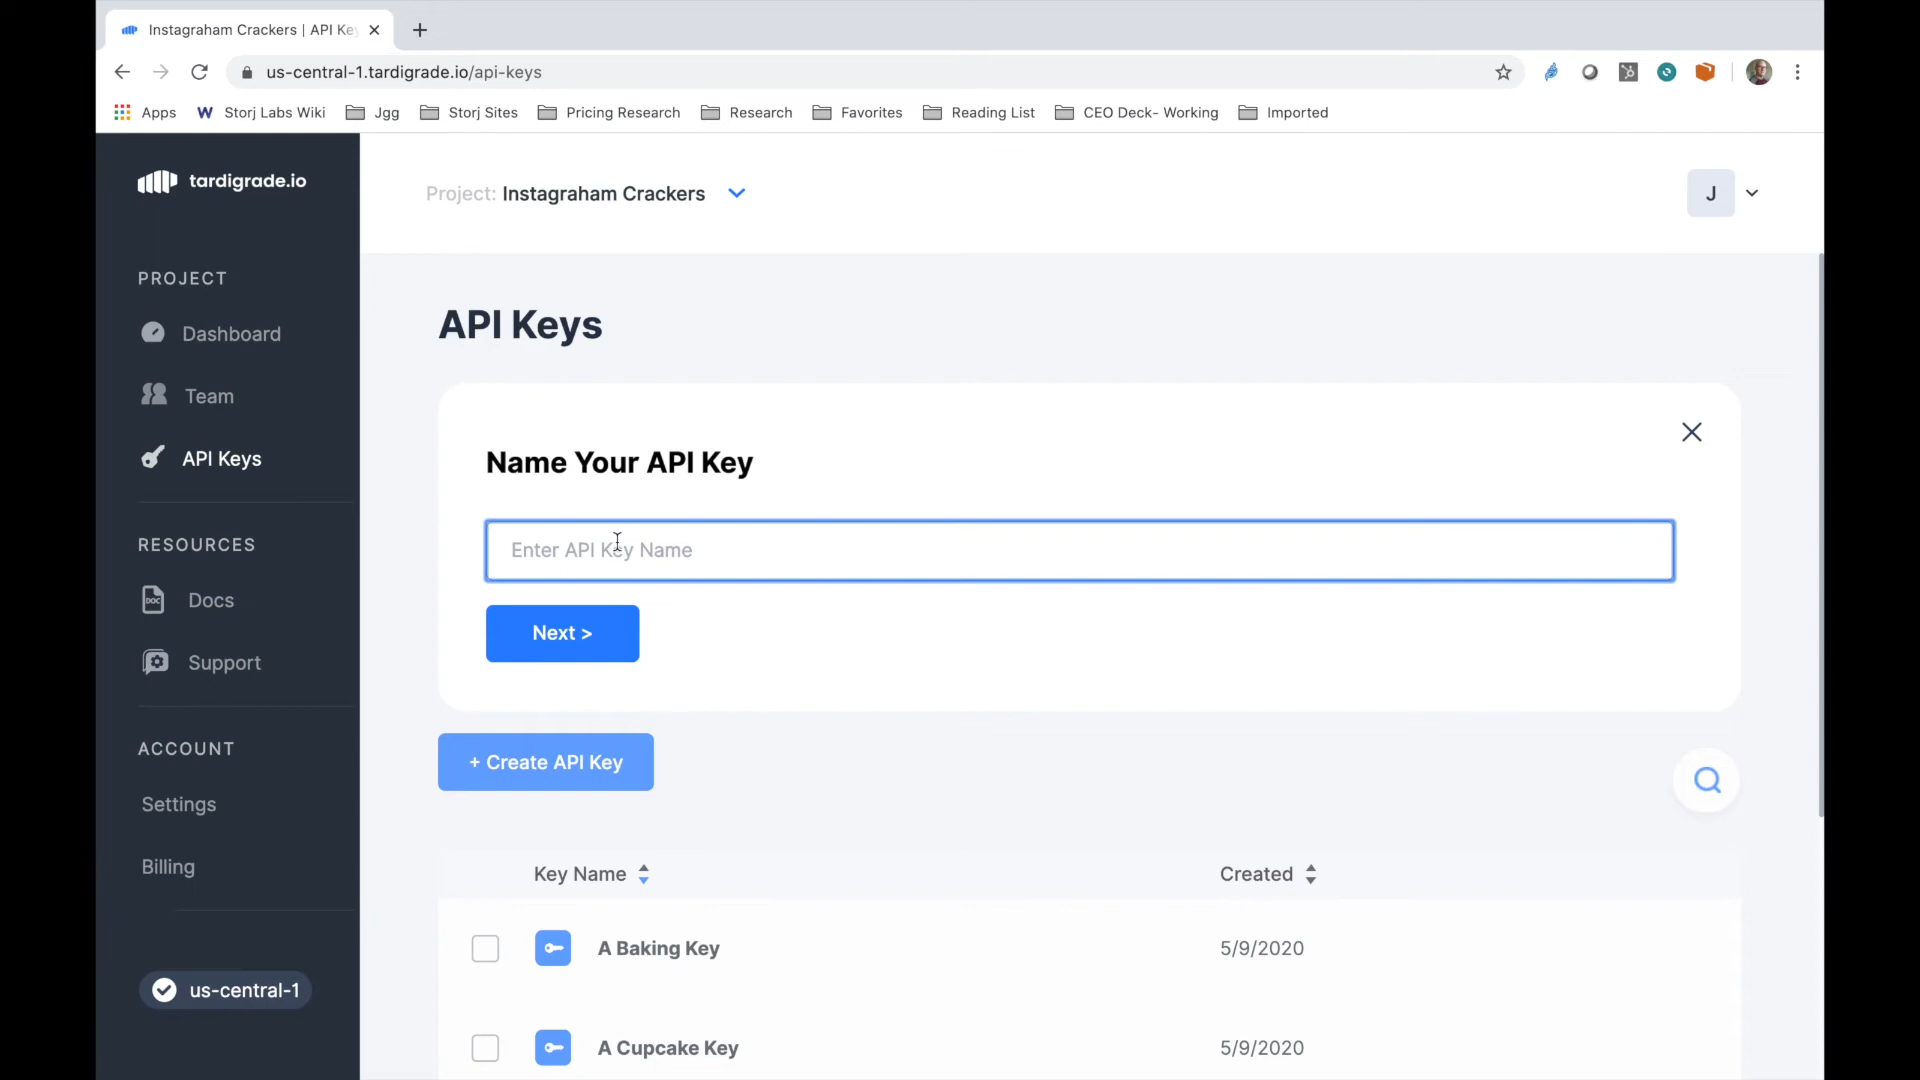 Instagraham Crackers | API Ke
us-central-1.tardigrade.io/api-keys
Apps
Storj Labs Wiki
Jgg
Storj Sites
Pricing Research
Research
Favorites
Reading List
CEO Deck- Working
Imported
tardigrade.io
Project: Instagraham Crackers
J
PROJECT
Dashboard
Team
API Keys
RESOURCES
DOC Docs
Support
ACCOUNT
Settings
Billing
us-central-1
API Keys
Name Your API Key
Enter API Key Name
Next >
+ Create API Key
Key Name
Created
A Baking Key
5/9/2020
A Cupcake Key
5/9/2020